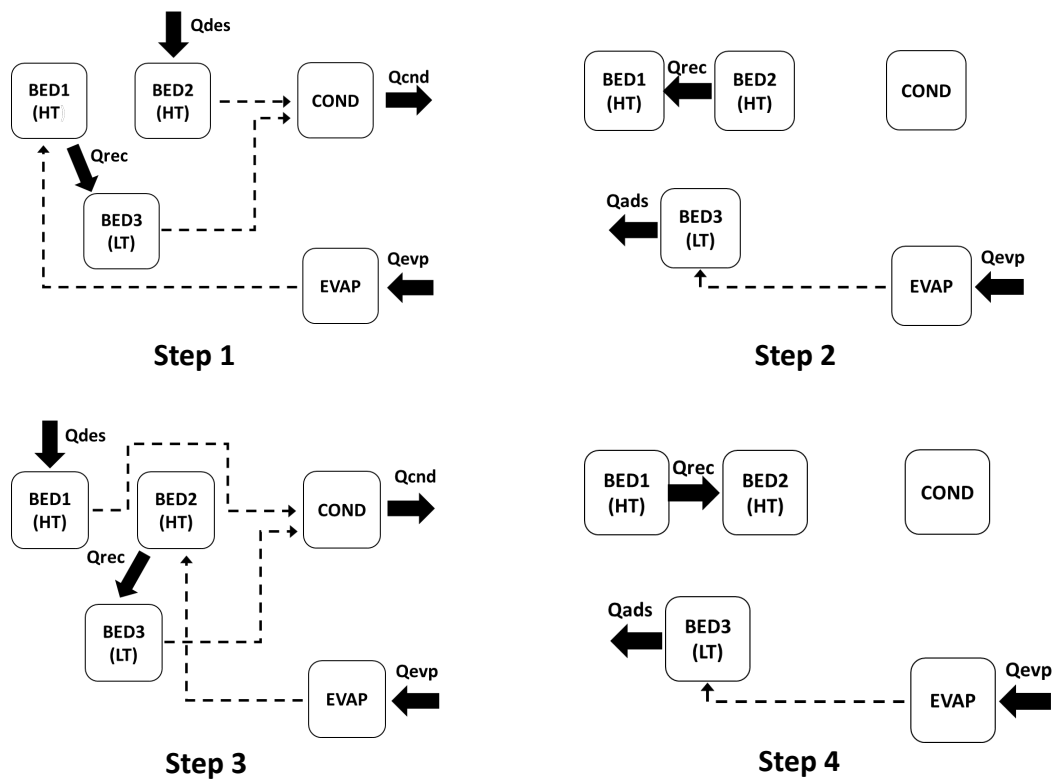 Qdes
BED1
(HT)
BED2
(HT)
COND
Qcnd
Qrec
BED3
(LT)
EVAP
Qevp
Step 1
BED1
(HT)
Qrec
BED2
(HT)
COND
Qads
BED3
(LT)
EVAP
Qevp
Step 2
Qdes
BED1
(HT)
BED2
(HT)
COND
Qcnd
Qrec
BED3
(LT)
EVAP
Qevp
Step 3
BED1
(HT)
Qrec
BED2
(HT)
COND
Qads
BED3
(LT)
EVAP
Qevp
Step 4